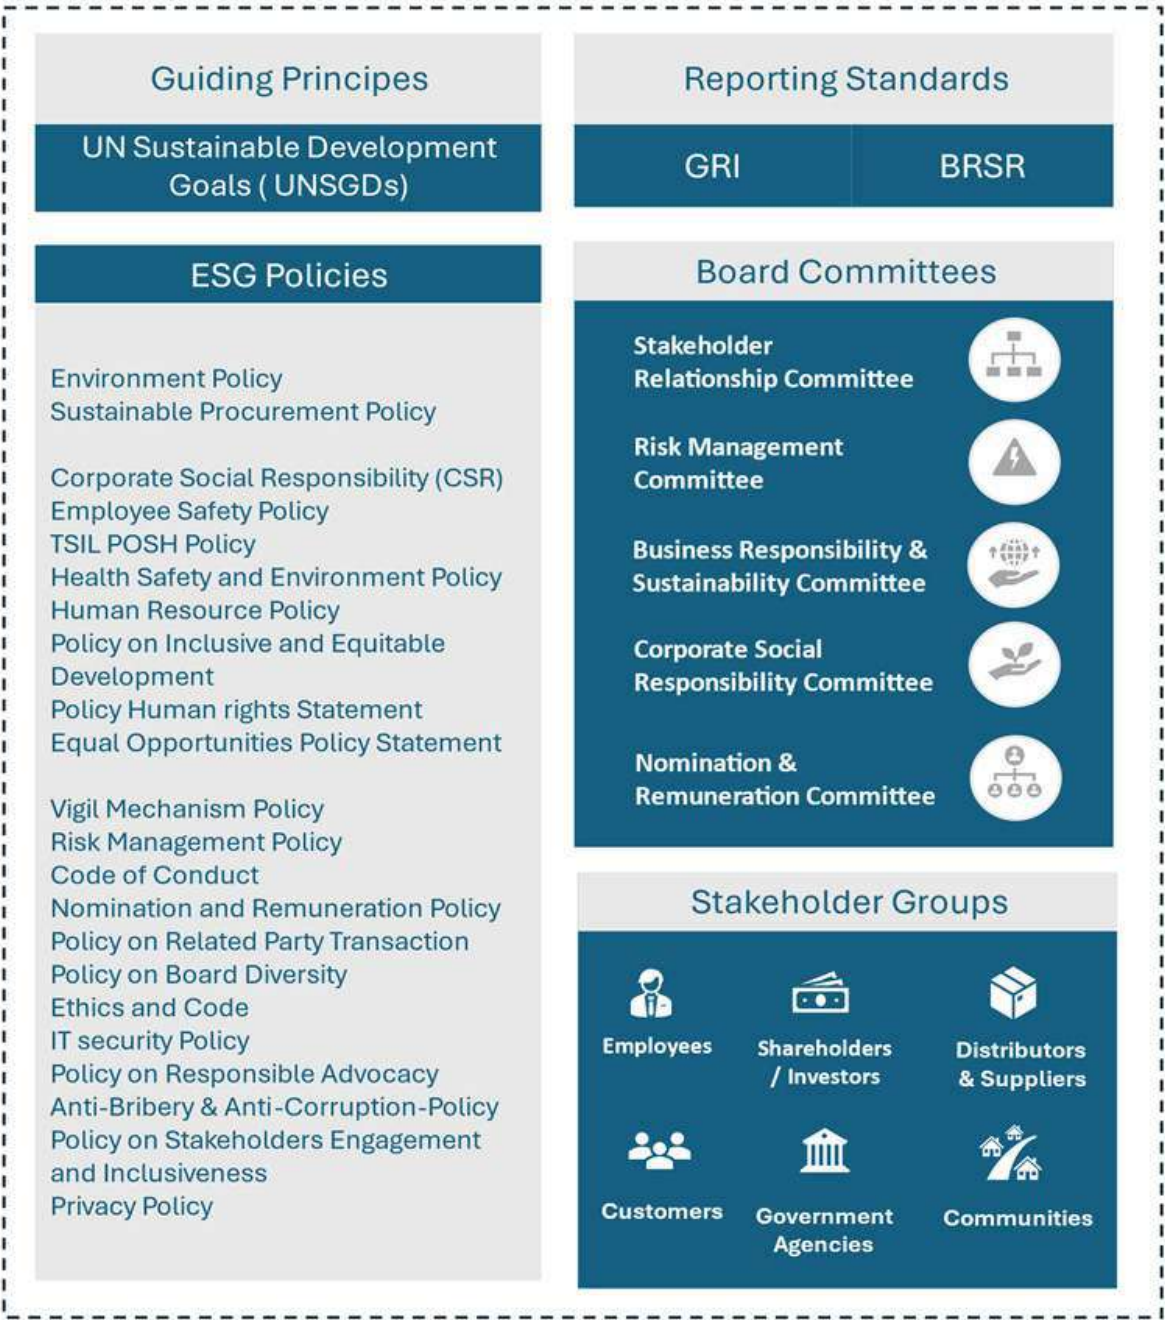 Guiding Principes
UN Sustainable Development
Goals ( UNSGDs)
Reporting Standards
GRI
BRSR
ESG Policies
Environment Policy
Sustainable Procurement Policy
Corporate Social Responsibility (CSR)
Employee Safety Policy
TSIL POSH Policy
Health Safety and Environment Policy
Human Resource Policy
Policy on Inclusive and Equitable
Development
Policy Human rights Statement
Equal Opportunities Policy Statement
Vigil Mechanism Policy
Risk Management Policy
Code of Conduct
Nomination and Remuneration Policy
Policy on Related Party Transaction
Policy on Board Diversity
Ethics and Code
IT security Policy
Policy on Responsible Advocacy
Anti-Bribery & Anti-Corruption-Policy
Policy on Stakeholders Engagement
and Inclusiveness
Privacy Policy
Board Committees
Stakeholder
Relationship Committee
Risk Management
Committee
Business Responsibility &
Sustainability Committee
Corporate Social
Responsibility Committee
Nomination &
Remuneration Committee
Stakeholder Groups
Employees
Shareholders
/ Investors
Distributors
& Suppliers
Customers
Government
Agencies
Communities